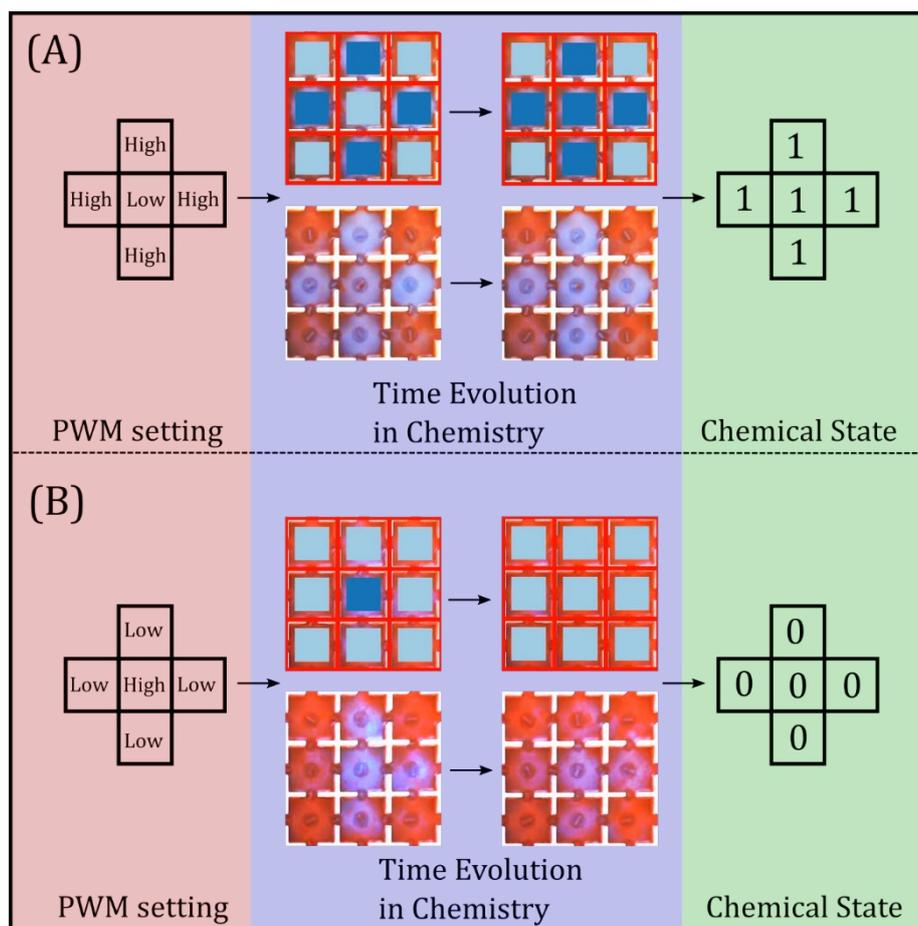 (A)
High
High Low High
High
1
1 1 1
1
Time Evolution
in Chemistry
PWM setting
Chemical State
(B)
Low
Low High Low
Low
0
0 0 0
0
Time Evolution
in Chemistry
PWM setting
Chemical State